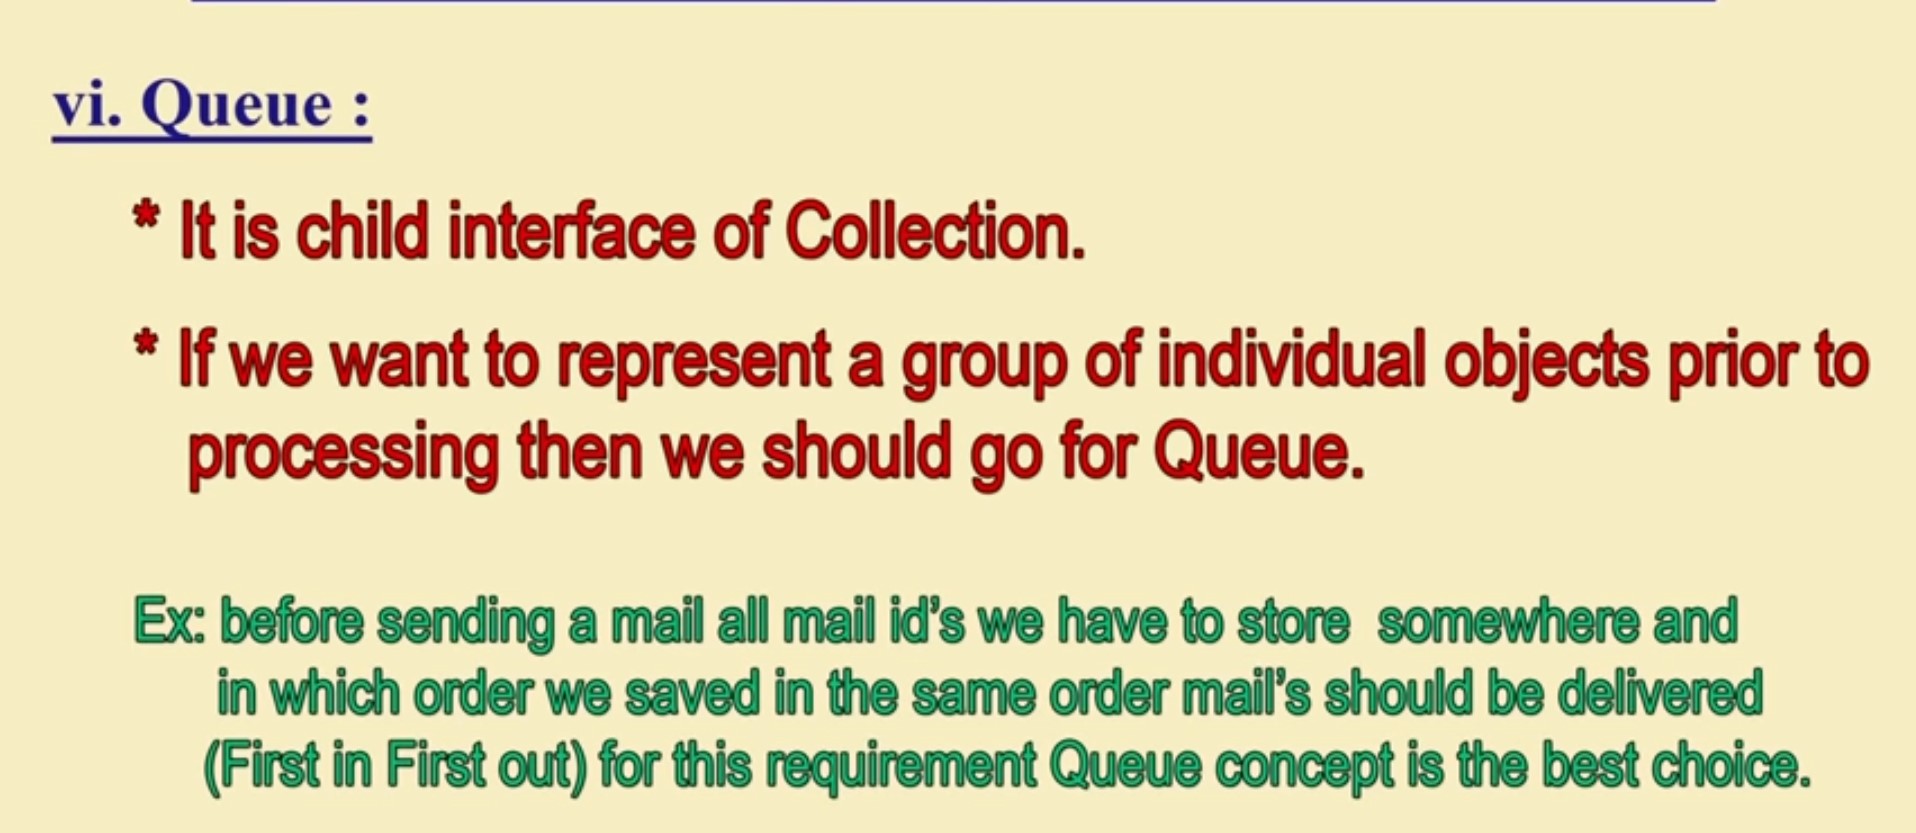 vi. Queue :
* It is child interface of Collection.
* If we want to represent a group of individual objects prior to
processing then we should go for Queue.
Ex: before sending a mail all mail id’s we have to store somewhere and
in which order we saved in the same order mail’s should be delivered
(First in First out) for this requirement Queue concept is the best choice.